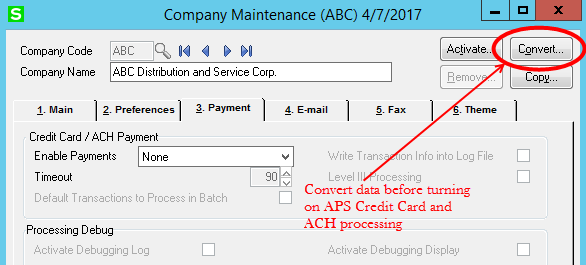 S
Company Maintenance (ABC) 4/7/2017
Company Code ABC Activate... Convert...
Company Name ABC Distribution and Service Corp. Remove... Copy...
1. Main 2. Preferences 3. Payment 4. E-mail 5. Fax 6. Theme
Credit Card / ACH Payment
Enable Payments None Write Transaction Info into Log File
Timeout 90 Level III Processing
Default Transactions to Process in Batch
Convert data before turning
on APS Credit Card and
ACH processing
Processing Debug
Activate Debugging Log Activate Debugging Display